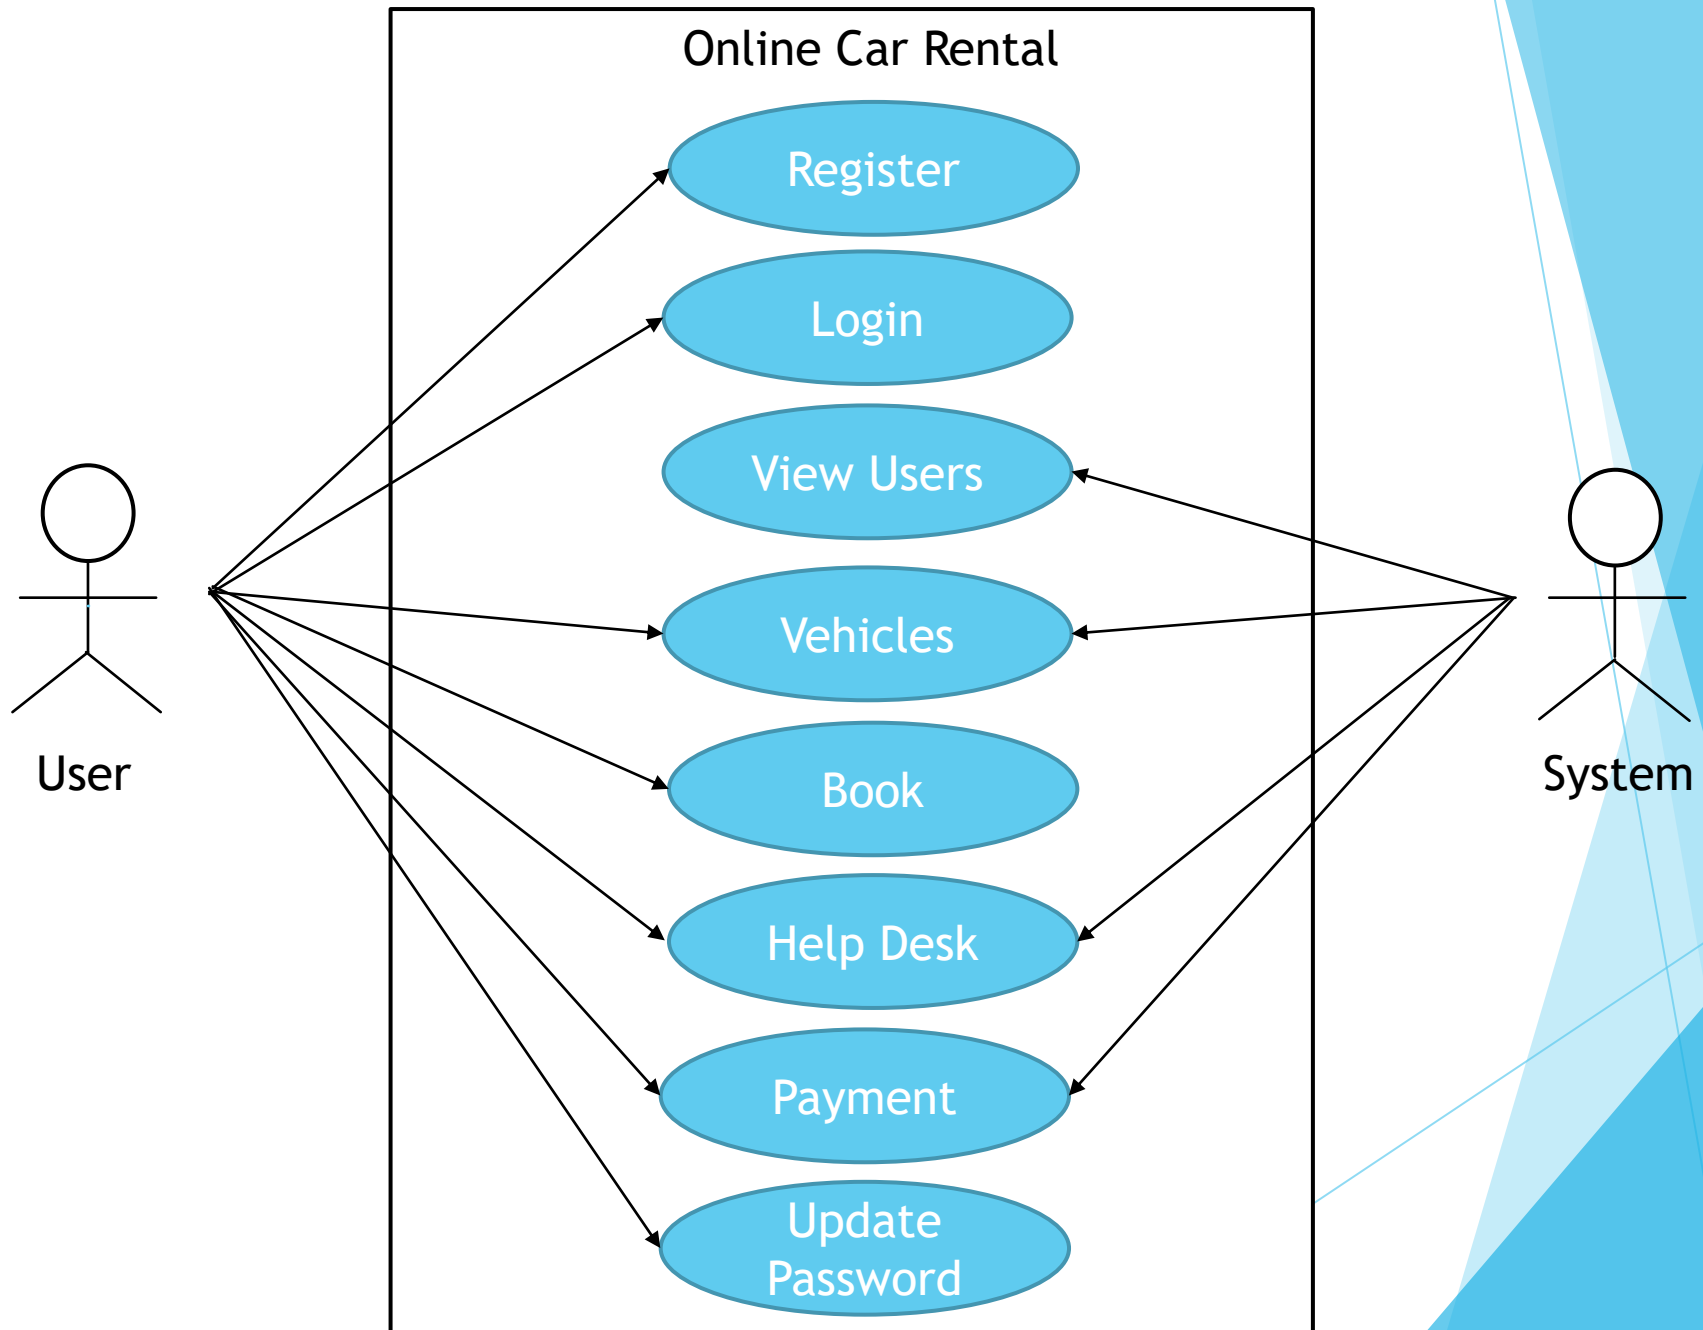 Online Car Rental
Register
Login
View Users
Vehicles
User
System
Book
Help Desk
Payment
Update
Password